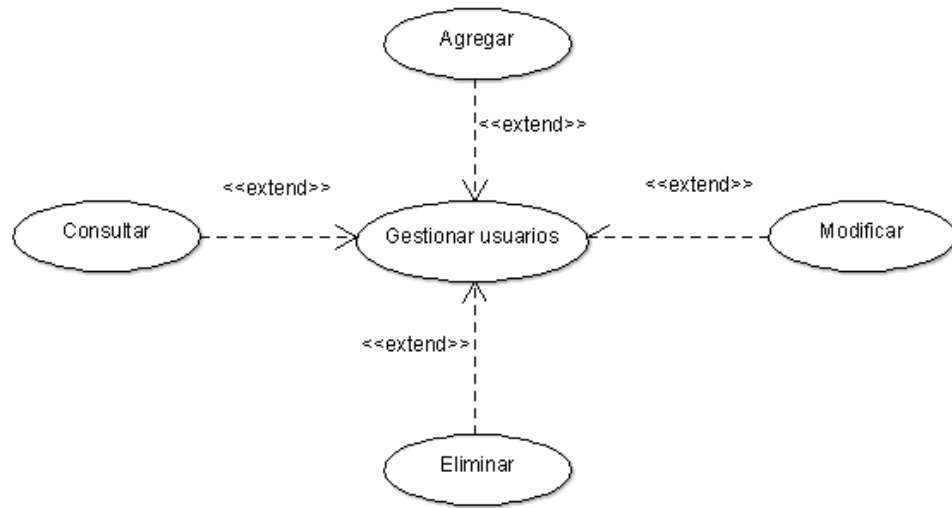 Agregar
<<extend>>
<<extend>>
<<extend>>
Consultar
Gestionar usuarios
Modificar
<<extend>>
Eliminar